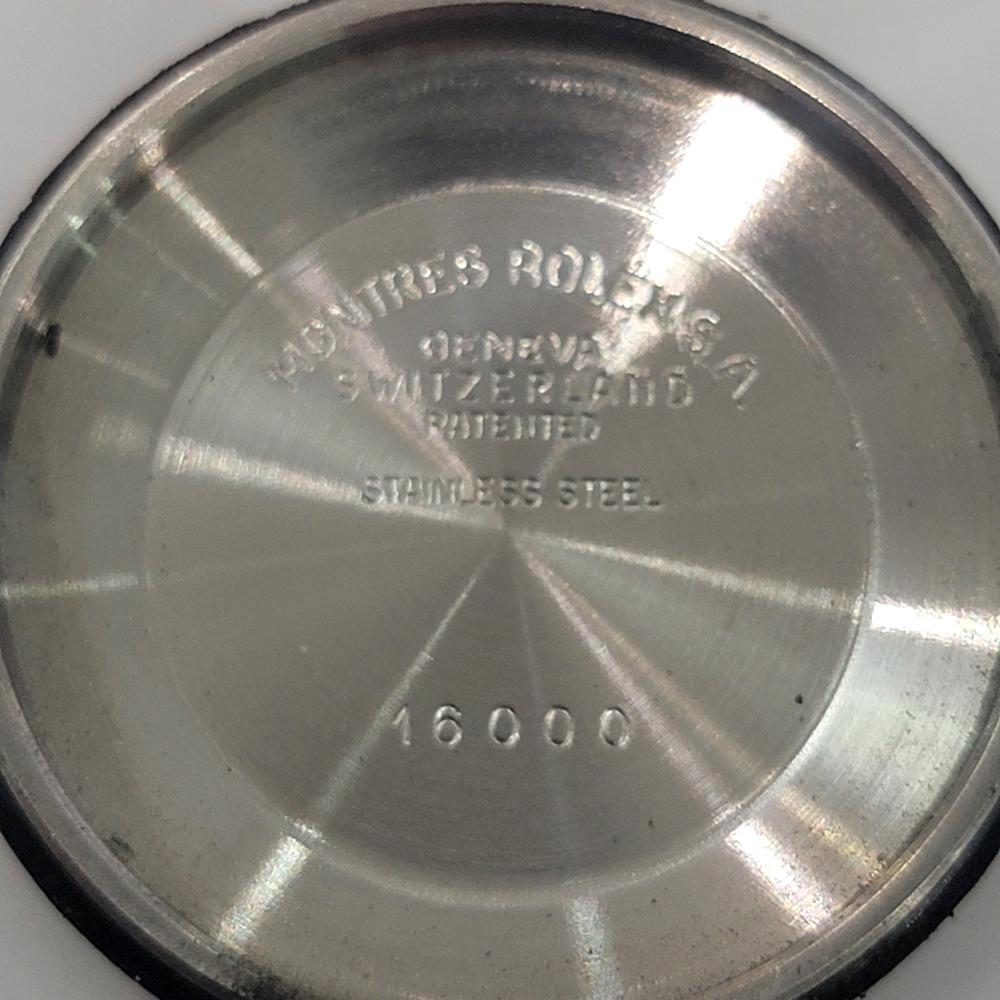 MONTRES ROLEX S.A
GENEVA
SWITZERLAND
PATENTED
STAINLESS STEEL
16000